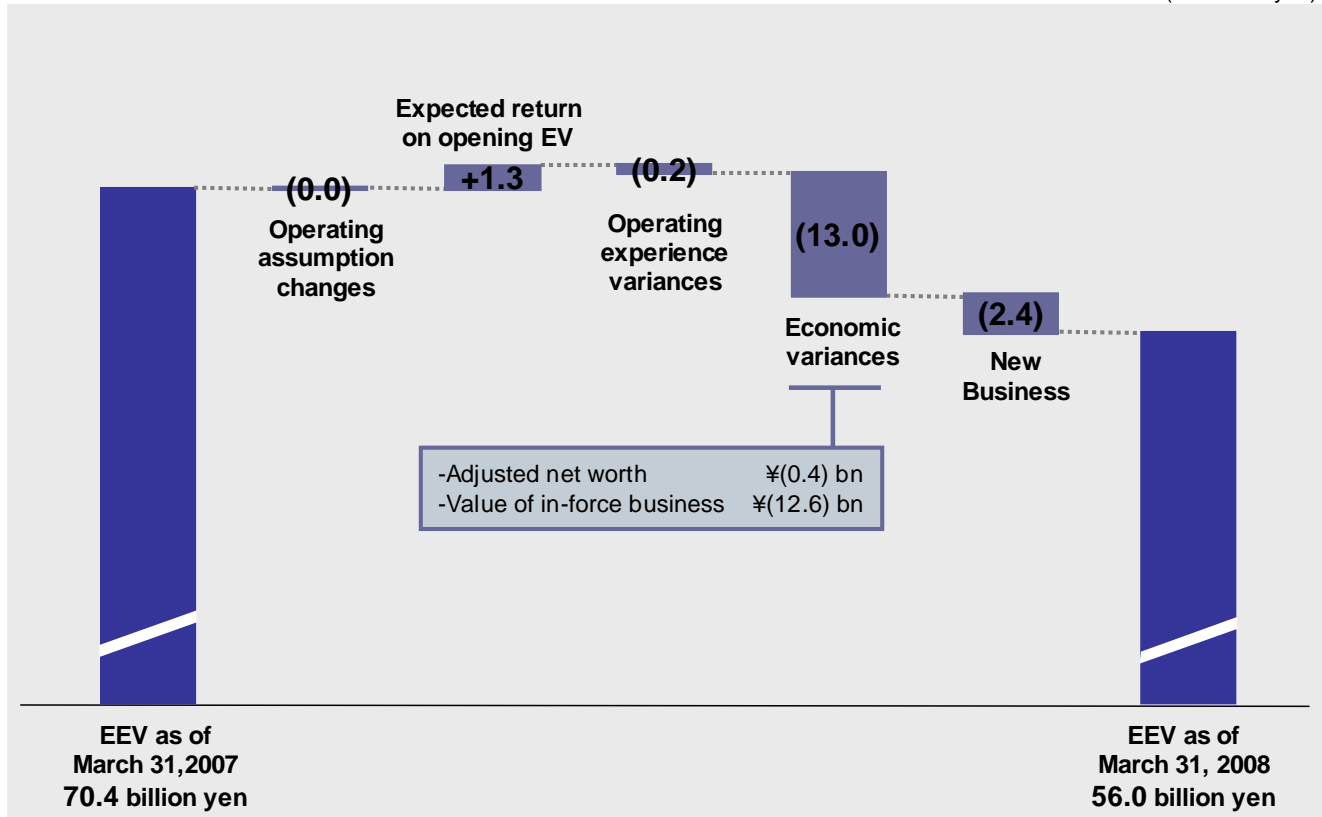 Expected return
on opening EV
(0.0)
+1.3
(0.2)
(13.0)
(2.4)
Operating
assumption
changes
Operating
experience
variances
Economic
variances
New
Business
-Adjusted net worth ¥(0.4) bn
-Value of in-force business ¥(12.6) bn
EEV as of
March 31,2007
70.4 billion yen
EEV as of
March 31, 2008
56.0 billion yen